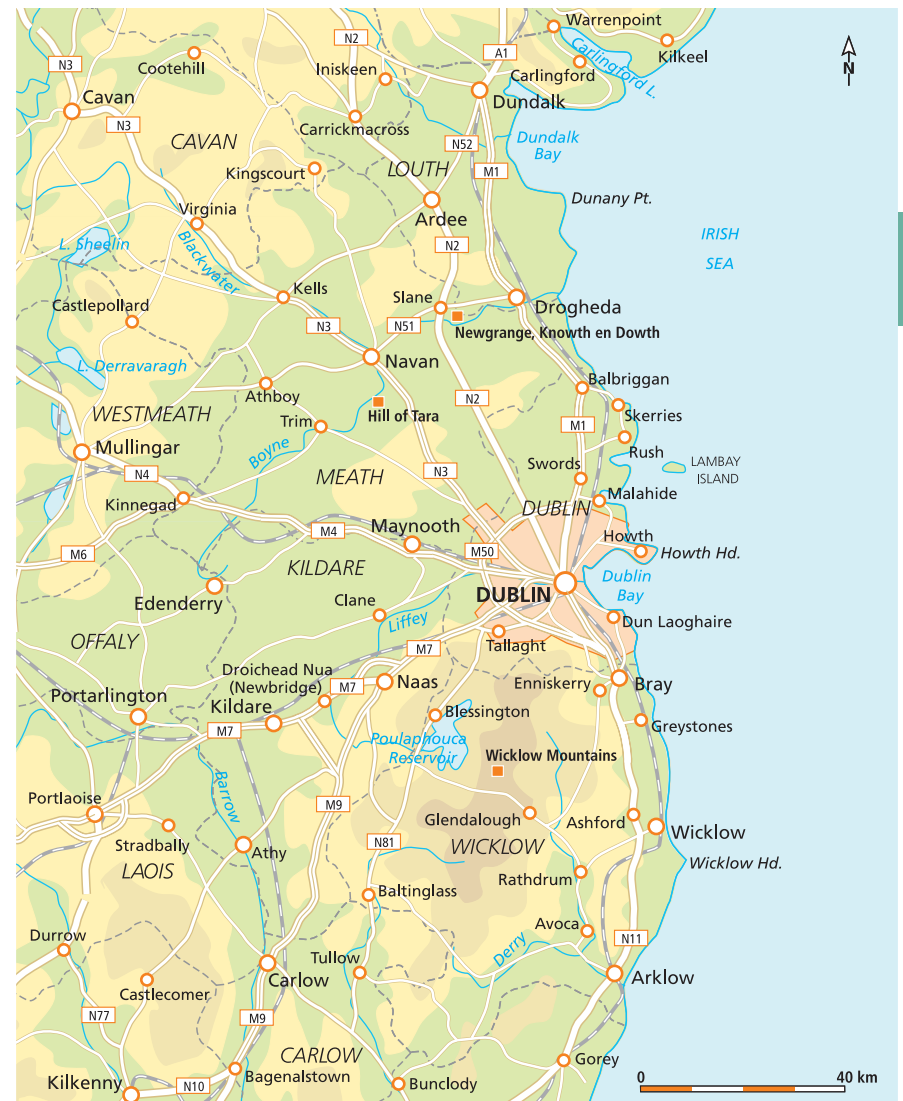 Warrenpoint
N2
A1
Carlingford L.
N3
Cootehill
Iniskeen
Kilkeel
N
Carlingford
Cavan
Dundalk
N3
Carrickmacross
CAVAN
N52
Dundalk
Bay
LOUTH
M1
Kingscourt
Dunany Pt.
Virginia
Ardee
IRISH
SEA
L. Sheelin
N2
Blackwater
Kells
Slane
Castlepollard
Drogheda
N3
N51
Newgrange, Knowth en Dowth
L. Derravaragh
Navan
Balbriggan
Athboy
N2
WESTMEATH
Hill of Tara
Skerries
Trim
M1
Mullingar
Boyne
Rush
Swords
LAMBAY
ISLAND
N4
MEATH
N3
Malahide
Kinnegad
DUBLIN
Maynooth
M4
Howth
M6
M50
Howth Hd.
KILDARE
Dublin
Bay
DUBLIN
Edenderry
Clane
Liffey
Dun Laoghaire
OFFALY
Tallaght
M7
Droichead Nua
(Newbridge)
M7
Naas
Enniskerry
Bray
Portarlington
Kildare
Blessington
Greystones
M7
Poulaphouca
Reservoir
Wicklow Mountains
Barrow
Portlaoise
M9
Glendalough
Ashford
Wicklow
Stradbally
N81
WICKLOW
Athy
Wicklow Hd.
LAOIS
Rathdrum
Baltinglass
Avoca
Durrow
N11
Derry
Tullow
Carlow
Arklow
Castlecomer
N77
M9
CARLOW
Gorey
Bagenalstown
Kilkenny
N10
Bunclody
0
40 km